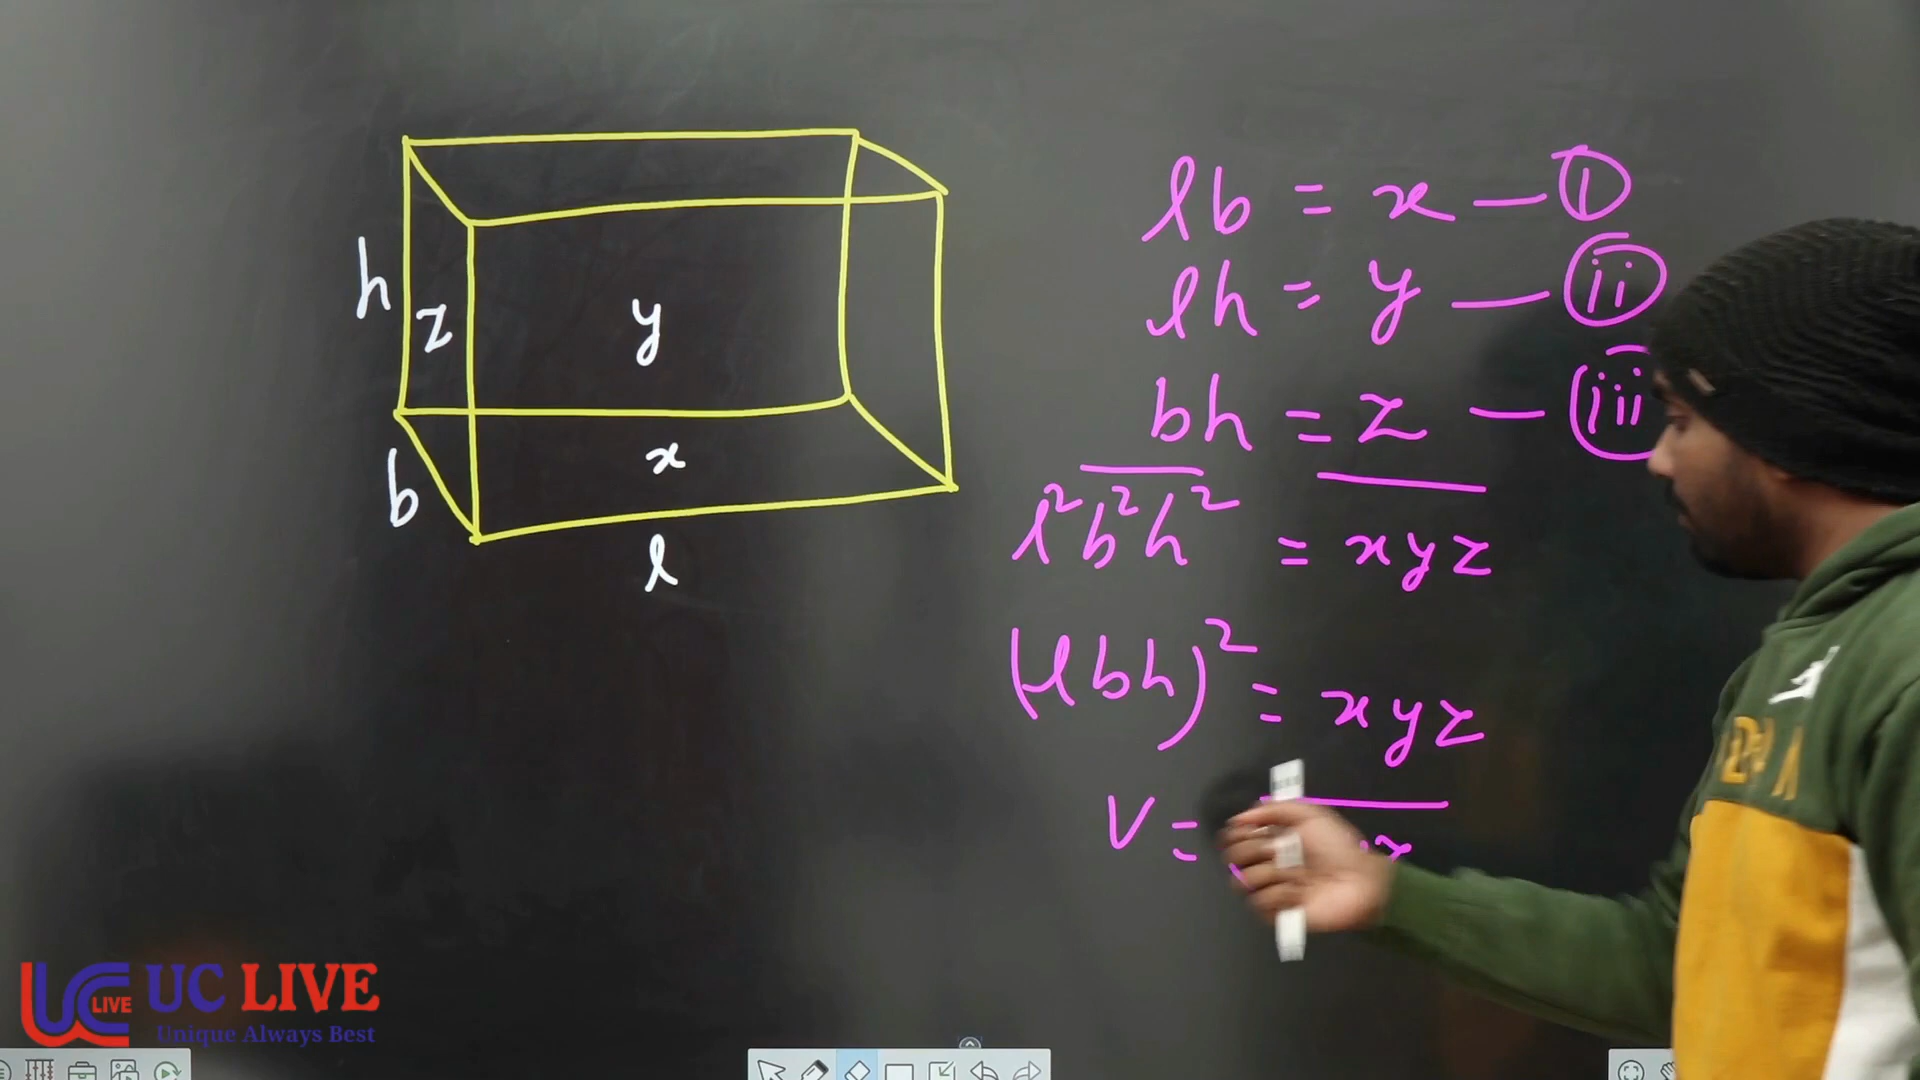 h
z
y
b
x
l
lb = x — (i)
lh = y — (ii)
bh = z — (iii)
l²b²h² = xyz
(lbh)² = xyz
V =
UC LIVE
LIVE
Unique Always Best